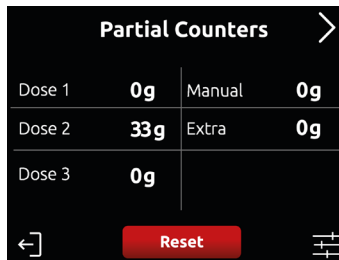 Partial Counters
Dose 1 0g Manual 0g
Dose 2 33g Extra 0g
Dose 3 0g
Reset